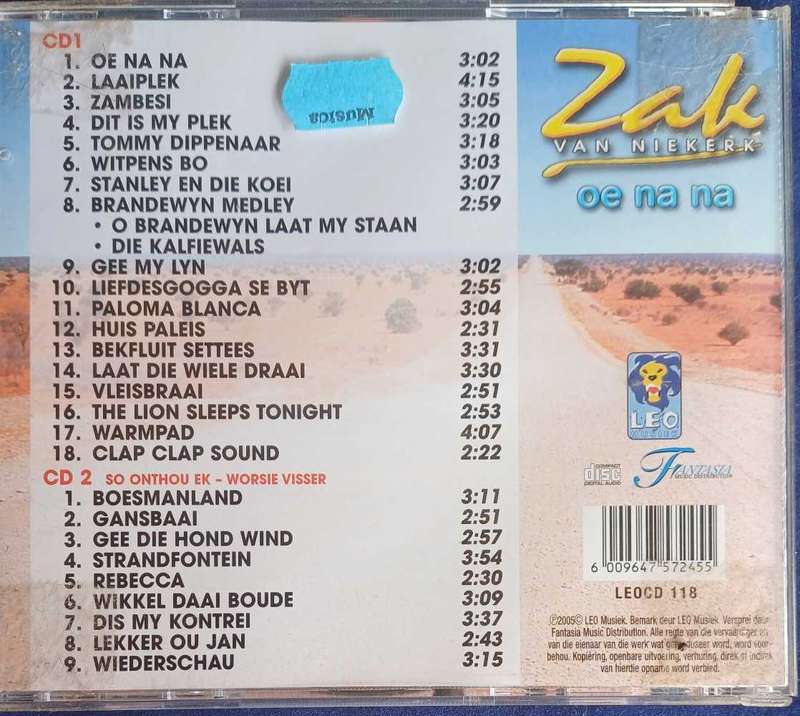 CD1
1. OE NA NA 3:02
2. LAAIPLEK 4:15
3. ZAMBESI 3:05
4. DIT IS MY PLEK 3:20
5. TOMMY DIPPENAAR 3:18
6. WITPENS BO 3:03
7. STANLEY EN DIE KOEI 3:07
8. BRANDEWYN MEDLEY 2:59
• O BRANDEWYN LAAT MY STAAN
• DIE KALFIEWALS
9. GEE MY LYN 3:02
10. LIEFDESGOGGA SE BYT 2:55
11. PALOMA BLANCA 3:04
12. HUIS PALEIS 2:31
13. BEKFLUIT SETTEES 3:31
14. LAAT DIE WIELE DRAAI 3:30
15. VLEISBRAAI 2:51
16. THE LION SLEEPS TONIGHT 2:53
17. WARMPAD 4:07
18. CLAP CLAP SOUND 2:22
CD 2 SO ONTHOU EK – WORSIE VISSER
1. BOESMANLAND 3:11
2. GANSBAAI 2:51
3. GEE DIE HOND WIND 2:57
4. STRANDFONTEIN 3:54
5. REBECCA 2:30
6. WIKKEL DAAI BOUDE 3:09
7. DIS MY KONTREI 3:37
8. LEKKER OU JAN 2:43
9. WIEDERSCHAU 3:15
Musica
Zak
VAN NIEKERK
oe na na
LEO
COMPACT
disc
DIGITAL AUDIO
FANTASIA
MUSIC DISTRIBUTION
6 009647 572455
LEOCD 118
℗2005© LEO Musiek. Bemark deur LEO Musiek. Versprei deur
Fantasia Music Distribution. Alle regte van die vervaardiger en
van die eienaar van die werk wat word, word voor-
behou. Kopiëring, openbare uitvoering, verhuring, direk of indirek
van hierdie opname word verbied.